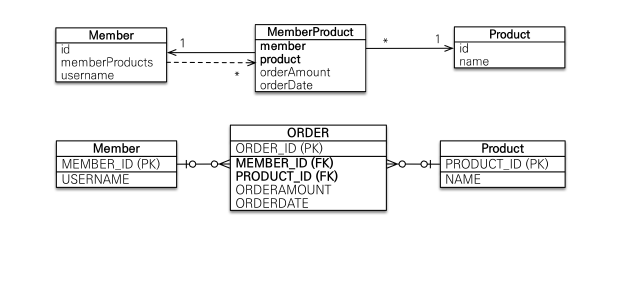 Member
id
memberProducts
username
1
*
MemberProduct
member
product
orderAmount
orderDate
*
1
Product
id
name
Member
MEMBER_ID (PK)
USERNAME
ORDER
ORDER_ID (PK)
MEMBER_ID (FK)
PRODUCT_ID (FK)
ORDERAMOUNT
ORDERDATE
Product
PRODUCT_ID (PK)
NAME